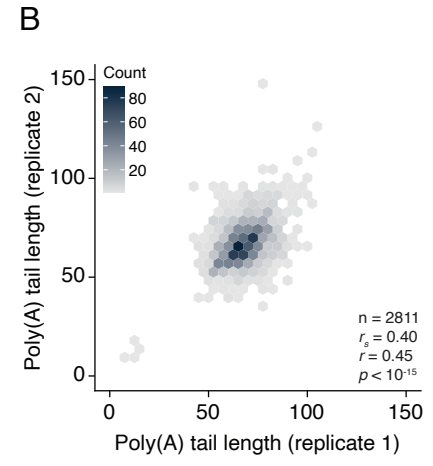 B
Count
80
60
40
20
Poly(A) tail length (replicate 2)
150
100
50
0
n = 2811
rₛ = 0.40
r = 0.45
p < 10⁻¹⁵
0 50 100 150
Poly(A) tail length (replicate 1)